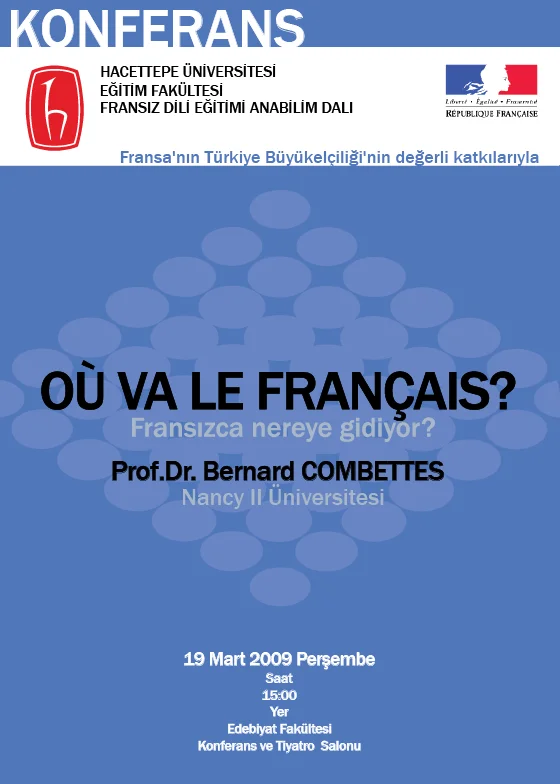 KONFERANS
HACETTEPE ÜNİVERSİTESİ
EĞİTİM FAKÜLTESİ
FRANSIZ DİLİ EĞİTİMİ ANABİLİM DALI
Liberté • Égalité • Fraternité
RÉPUBLIQUE FRANÇAISE
Fransa'nın Türkiye Büyükelçiliği'nin değerli katkılarıyla
OÙ VA LE FRANÇAIS?
Fransızca nereye gidiyor?
Prof.Dr. Bernard COMBETTES
Nancy II Üniversitesi
19 Mart 2009 Perşembe
Saat
15:00
Yer
Edebiyat Fakültesi
Konferans ve Tiyatro Salonu